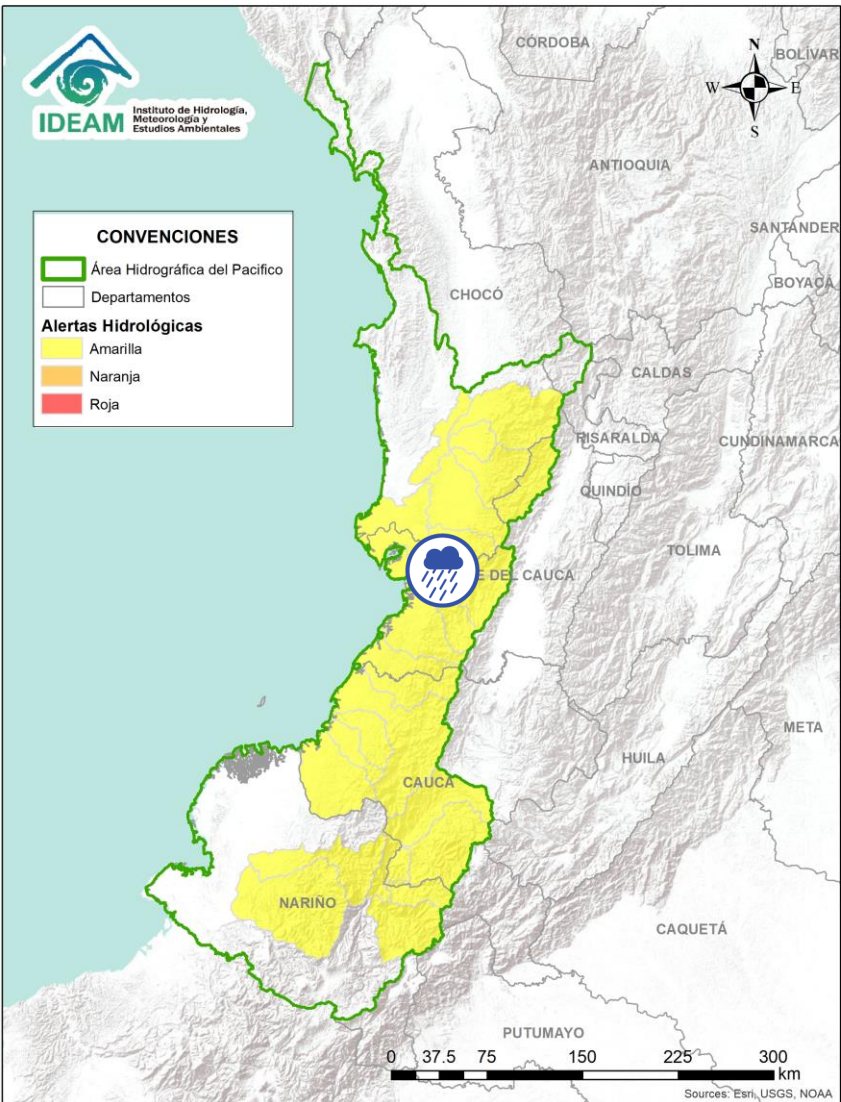 IDEAM
Instituto de Hidrología,
Meteorología y
Estudios Ambientales
N
W E
S
CONVENCIONES
Área Hidrográfica del Pacifico
Departamentos
Alertas Hidrológicas
Amarilla
Naranja
Roja
CÓRDOBA
BOLÍVAR
ANTIOQUIA
SANTANDER
BOYACÁ
CHOCÓ
CALDAS
RISARALDA
CUNDINAMARCA
QUINDÍO
TOLIMA
E DEL CAUCA
META
HUILA
CAUCA
NARIÑO
CAQUETÁ
PUTUMAYO
0 37.5 75 150 225 300
km
Sources: Esri, USGS, NOAA